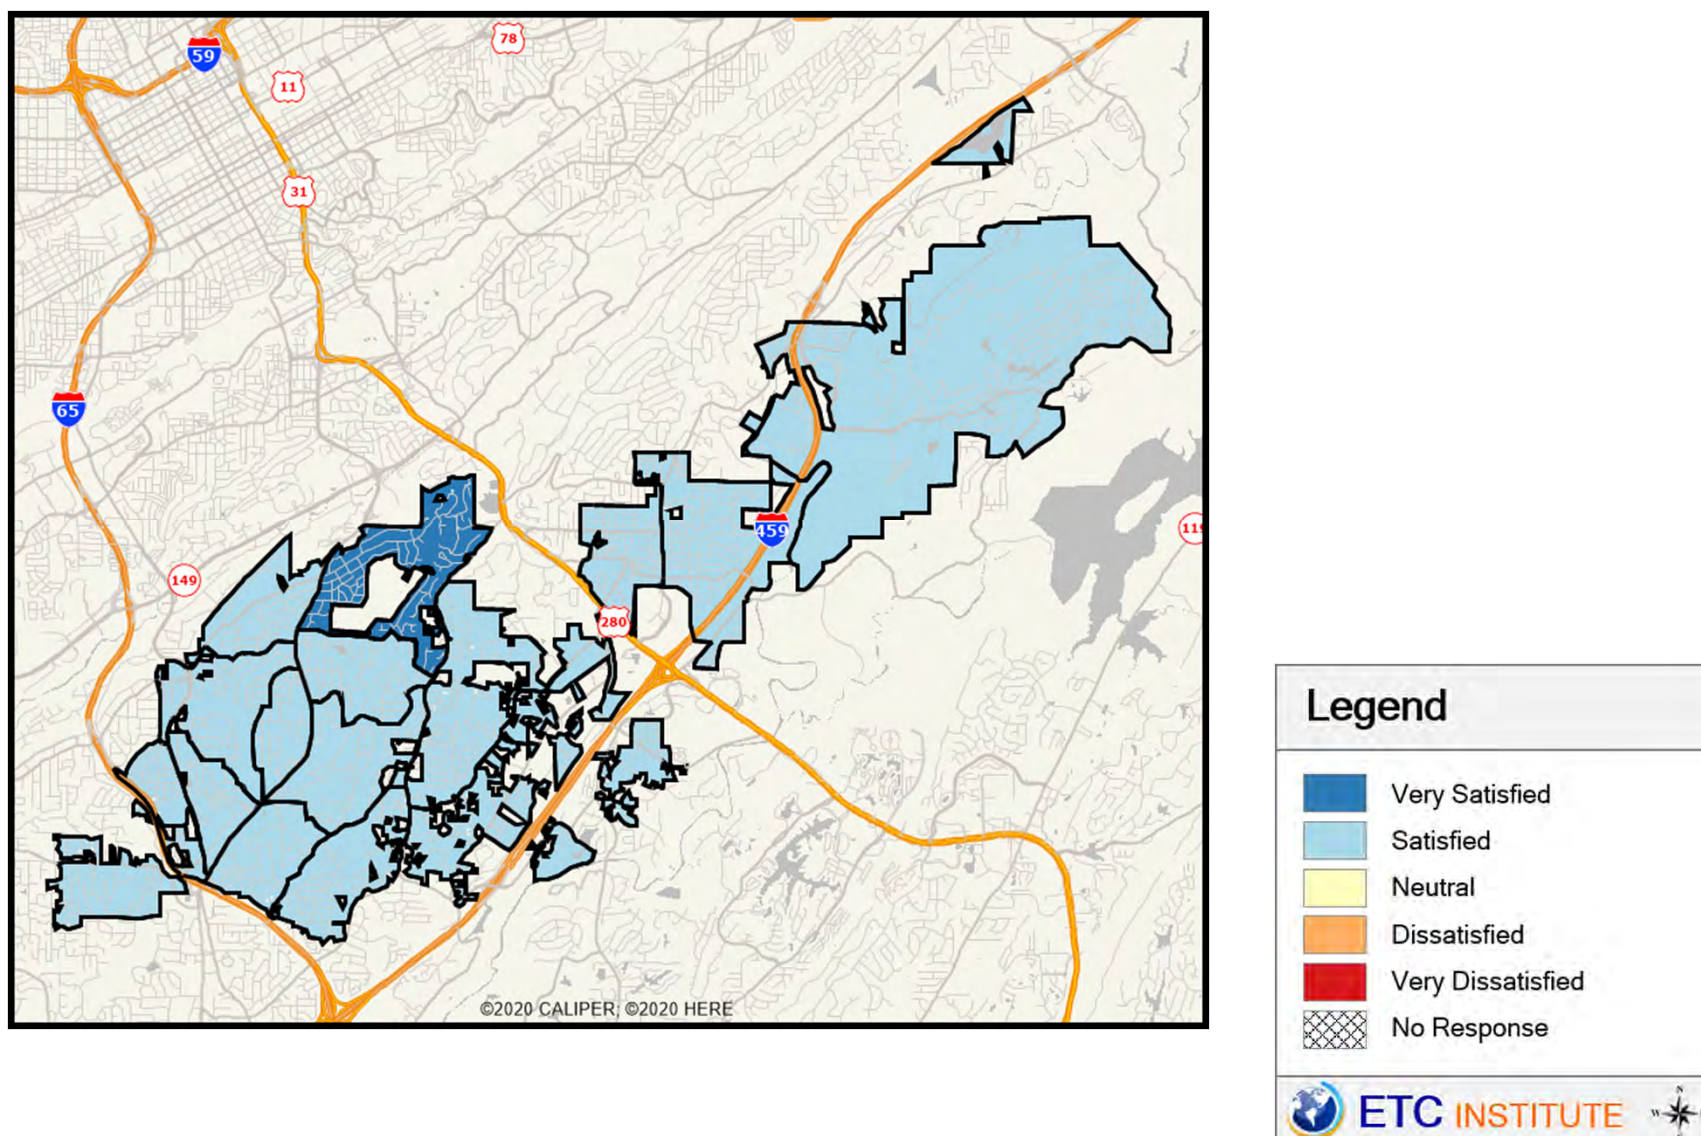 59
78
11
31
65
459
119
149
280
©2020 CALIPER; ©2020 HERE
Legend
Very Satisfied
Satisfied
Neutral
Dissatisfied
Very Dissatisfied
No Response
ETC INSTITUTE
N
W
S